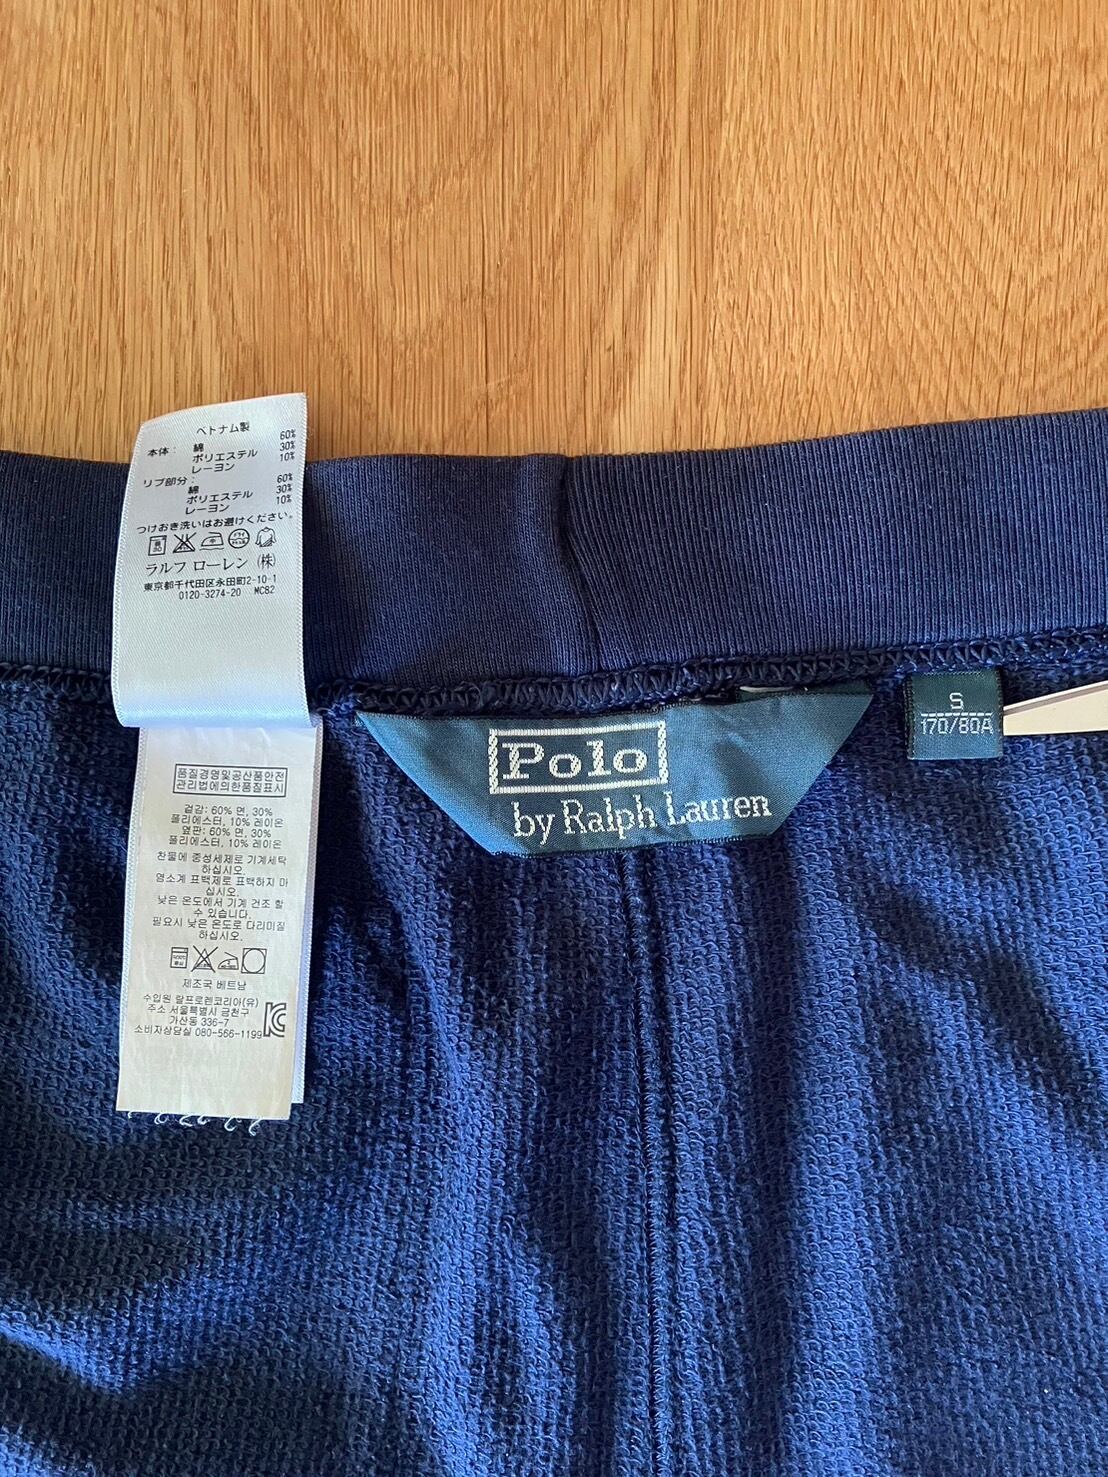 ベトナム製
本体: 綿 60%
ポリエステル 30%
レーヨン 10%
リブ部分:
綿 60%
ポリエステル 30%
レーヨン 10%
つけおき洗いはお避けください。
ラルフ ローレン (株)
東京都千代田区永田町2-10-1
0120-3274-20 MC82
품질경영및공산품안전
관리법에의한품질표시
겉감: 60% 면, 30%
폴리에스터, 10% 레이온
옆판: 60% 면, 30%
폴리에스터, 10% 레이온
찬물에 중성세제로 기계세탁
하십시오.
염소계 표백제로 표백하지 마
십시오.
낮은 온도에서 기계 건조 할
수 있습니다.
필요시 낮은 온도로 다리미질
하십시오.
제조국 베트남
수입원 랄프로렌코리아(유)
주소 서울특별시 금천구
가산동 336-7
소비자상담실 080-566-1199
Polo
by Ralph Lauren
S
170/80A